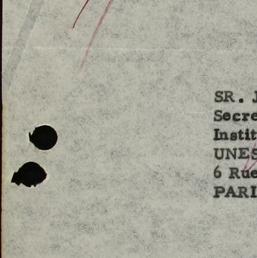 SR. J
Secre
Instit
UNES
6 Rue
PARI